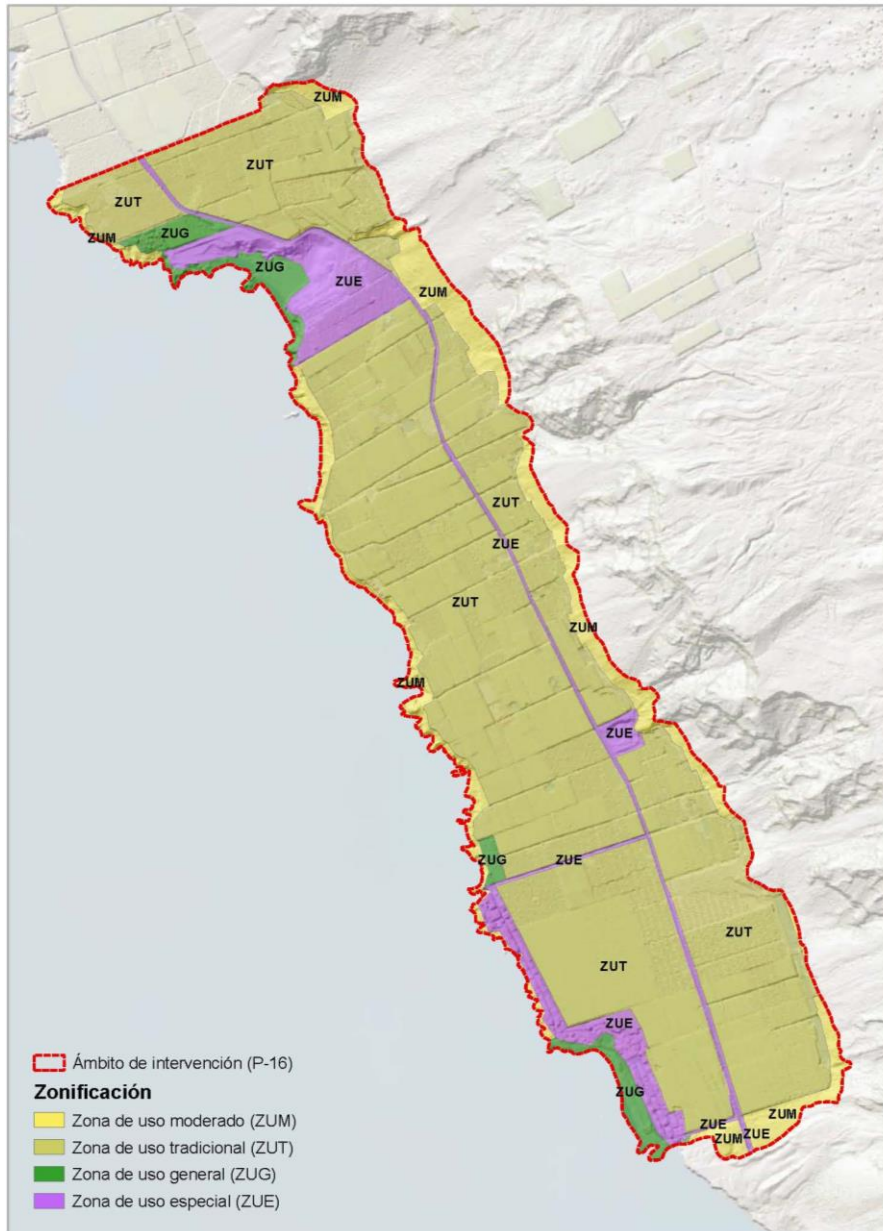 ZUM
ZUT
ZUT
ZUM
ZUG
ZUG
ZUE
ZUM
ZUT
ZUE
ZUT
ZUM
ZUM
ZUE
ZUG
ZUE
ZUT
ZUT
ZUE
ZUG
ZUE
ZUM
ZUM
ZUE
Ámbito de intervención (P-16)
Zonificación
Zona de uso moderado (ZUM)
Zona de uso tradicional (ZUT)
Zona de uso general (ZUG)
Zona de uso especial (ZUE)